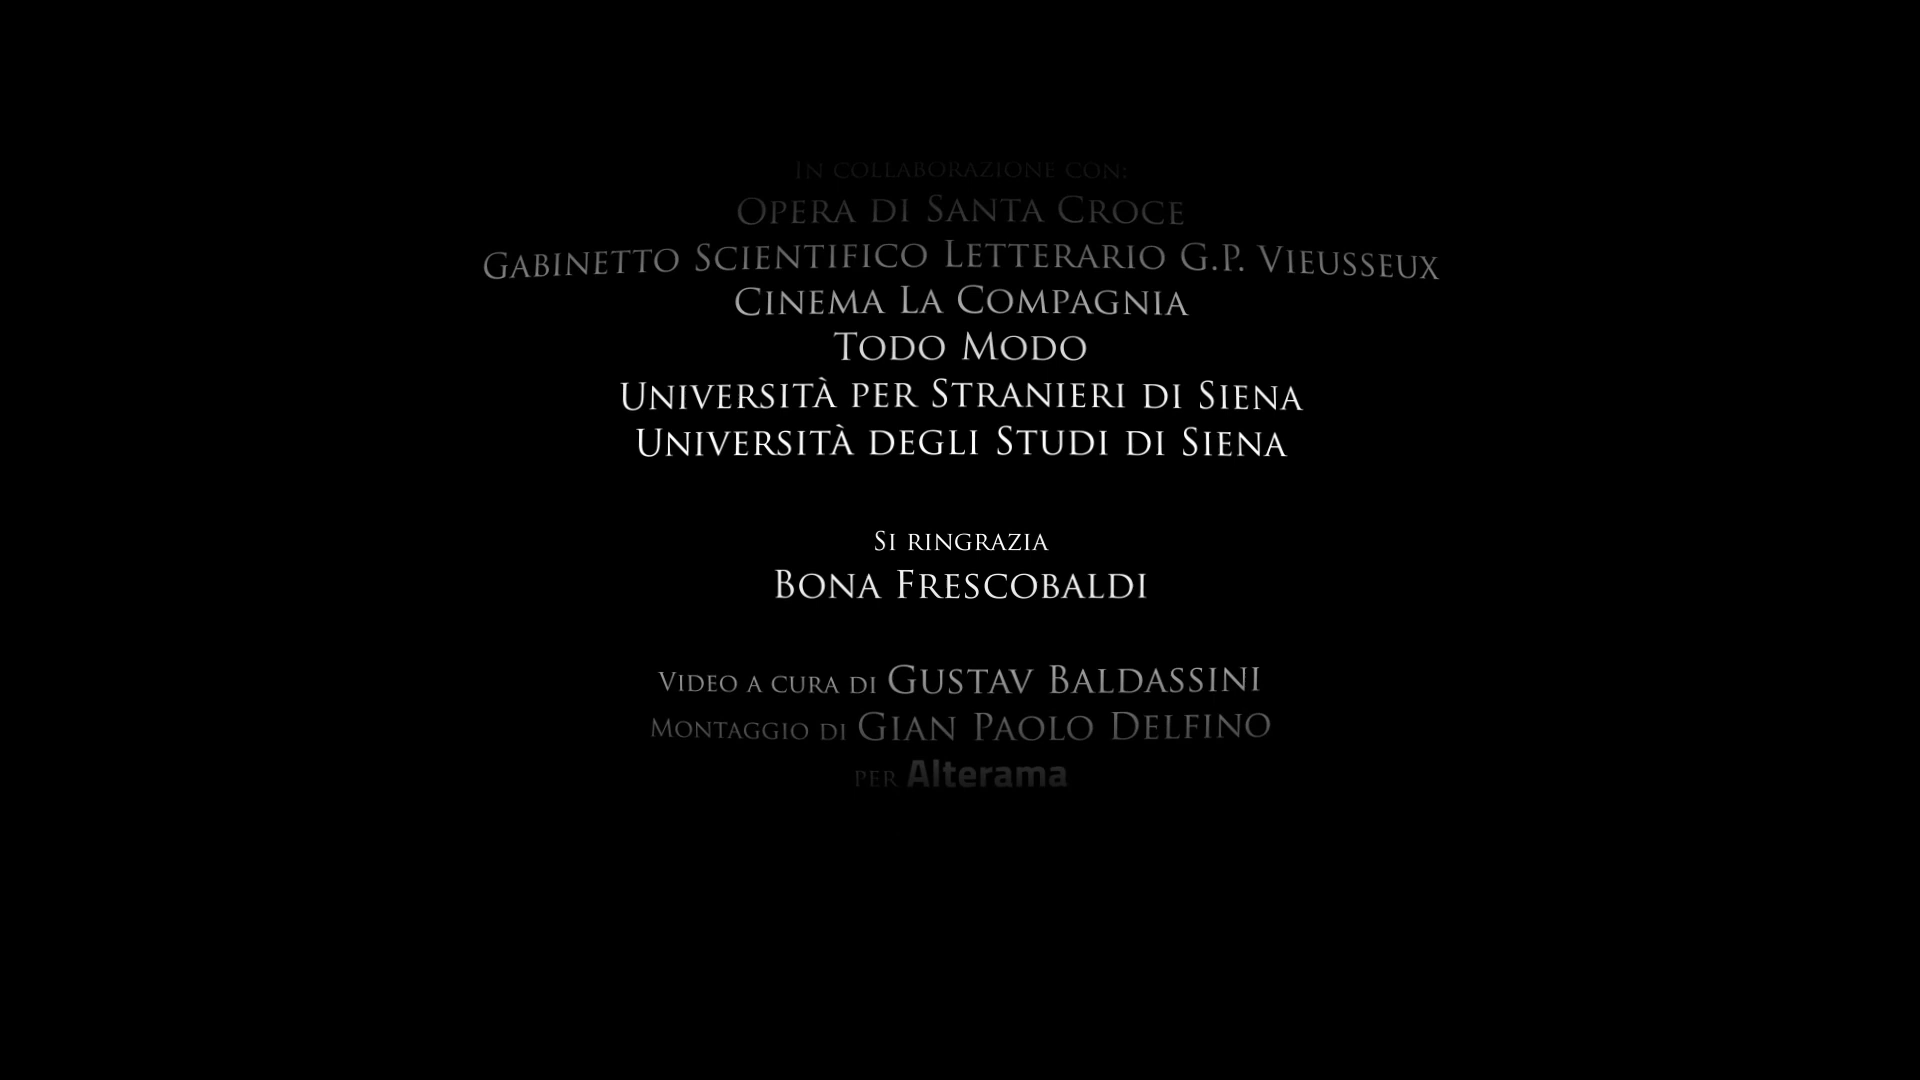 In collaborazione con:
Opera di Santa Croce
Gabinetto Scientifico Letterario G.P. Vieusseux
Cinema La Compagnia
Todo Modo
Università per Stranieri di Siena
Università degli Studi di Siena
Si ringrazia
Bona Frescobaldi
Video a cura di Gustav Baldassini
Montaggio di Gian Paolo Delfino
per Alterama